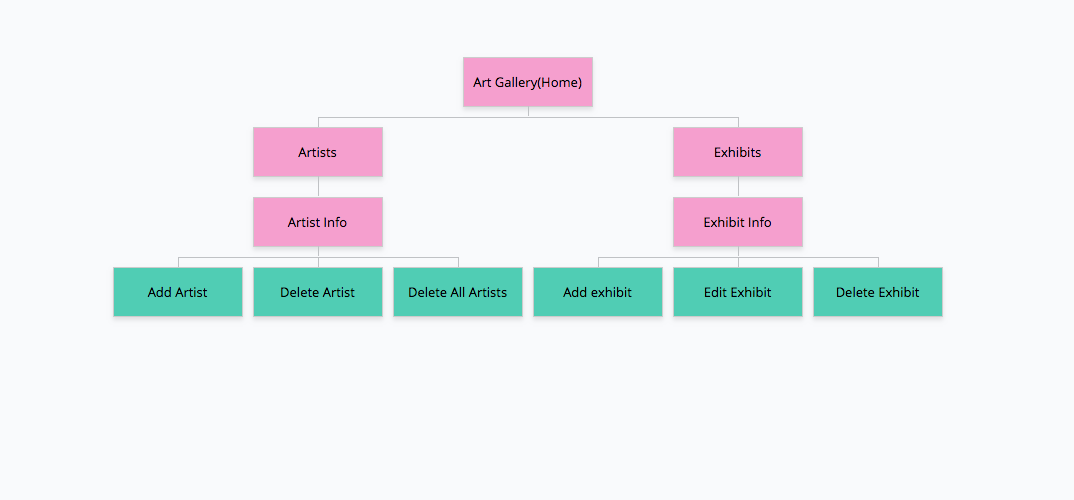 Art Gallery(Home)
Artists
Exhibits
Artist Info
Exhibit Info
Add Artist
Delete Artist
Delete All Artists
Add exhibit
Edit Exhibit
Delete Exhibit